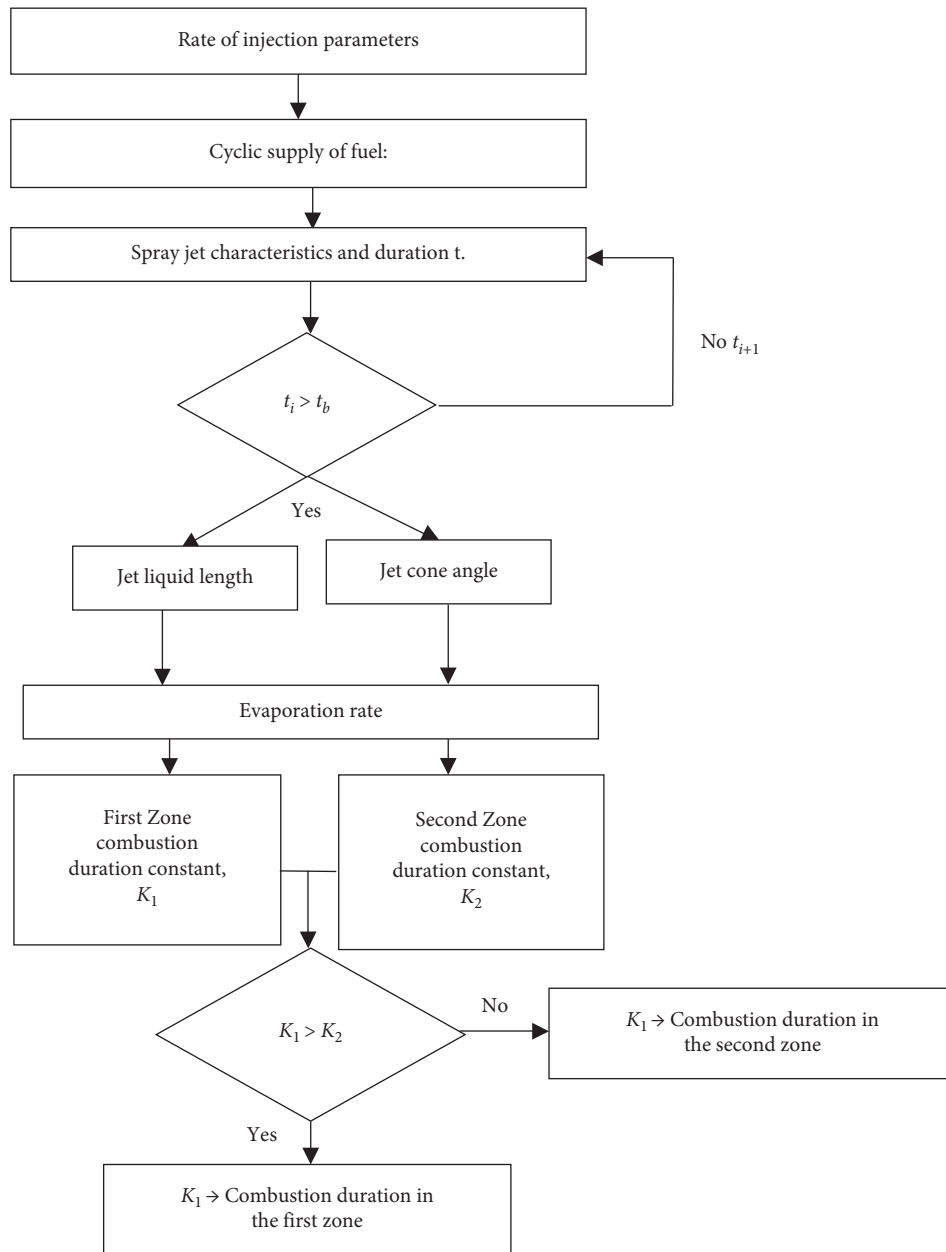 Rate of injection parameters
Cyclic supply of fuel:
Spray jet characteristics and duration t.
No t_{i+1}
t_i > t_b
Yes
Jet liquid length
Jet cone angle
Evaporation rate
First Zone
combustion
duration constant,
K_1
Second Zone
combustion
duration constant,
K_2
K_1 > K_2
No
K_1 → Combustion duration in
the second zone
Yes
K_1 → Combustion duration in
the first zone